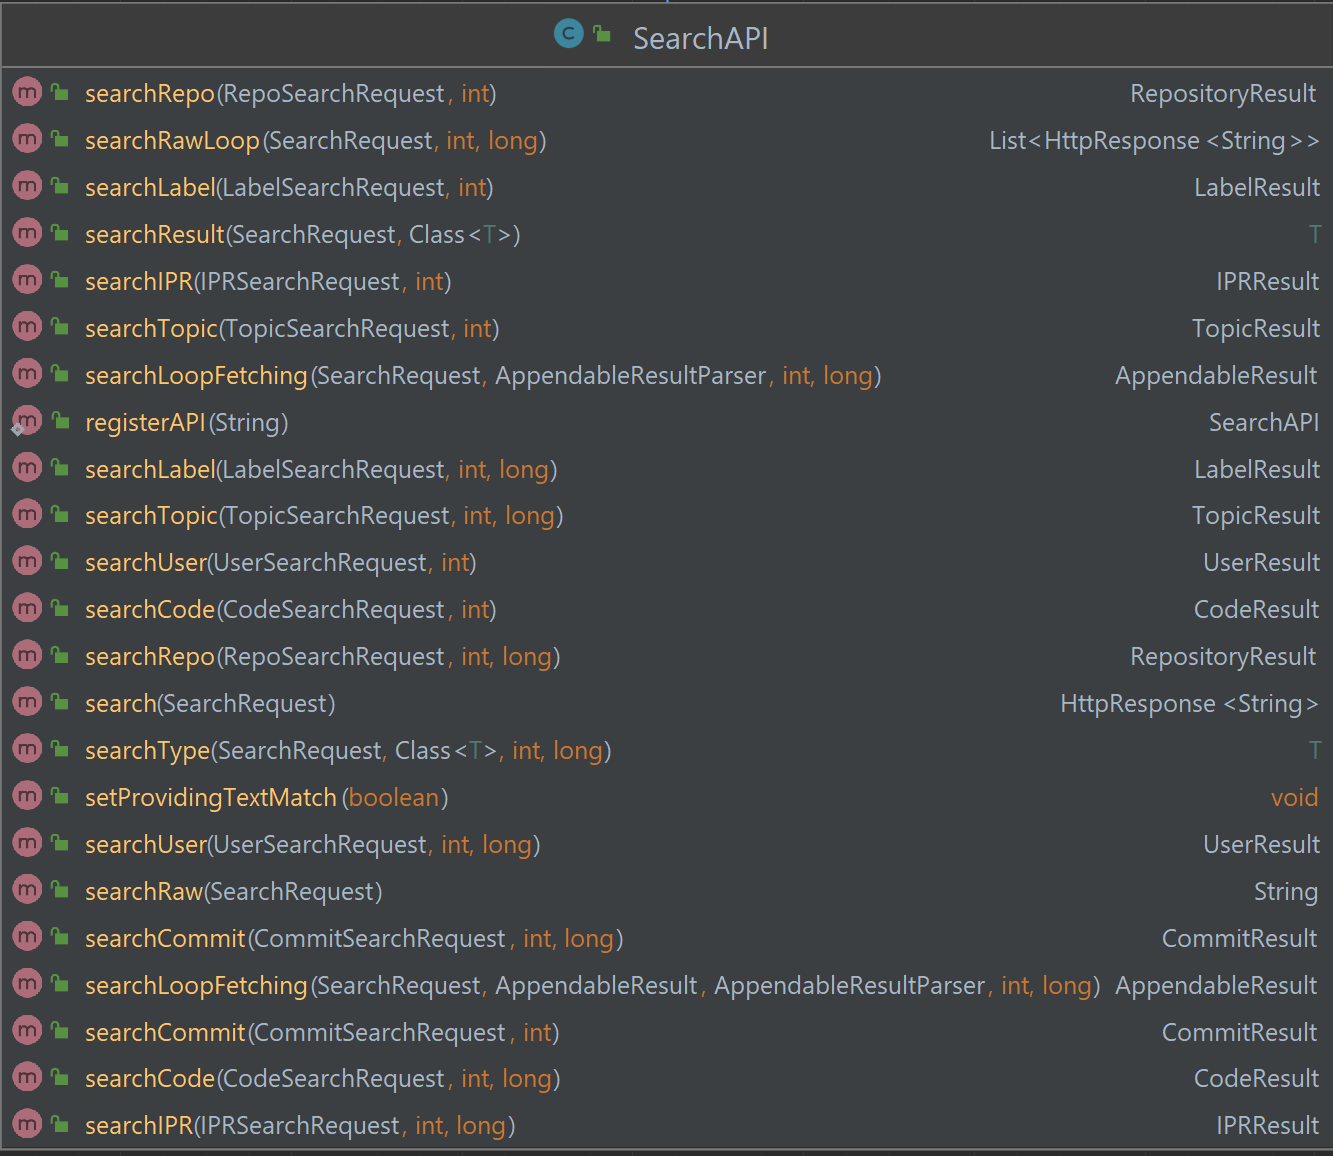 SearchAPI
searchRepo(RepoSearchRequest, int) RepositoryResult
searchRawLoop(SearchRequest, int, long) List<HttpResponse<String>>
searchLabel(LabelSearchRequest, int) LabelResult
searchResult(SearchRequest, Class<T>) T
searchIPR(IPRSearchRequest, int) IPRResult
searchTopic(TopicSearchRequest, int) TopicResult
searchLoopFetching(SearchRequest, AppendableResultParser, int, long) AppendableResult
registerAPI(String) SearchAPI
searchLabel(LabelSearchRequest, int, long) LabelResult
searchTopic(TopicSearchRequest, int, long) TopicResult
searchUser(UserSearchRequest, int) UserResult
searchCode(CodeSearchRequest, int) CodeResult
searchRepo(RepoSearchRequest, int, long) RepositoryResult
search(SearchRequest) HttpResponse<String>
searchType(SearchRequest, Class<T>, int, long) T
setProvidingTextMatch(boolean) void
searchUser(UserSearchRequest, int, long) UserResult
searchRaw(SearchRequest) String
searchCommit(CommitSearchRequest, int, long) CommitResult
searchLoopFetching(SearchRequest, AppendableResult, AppendableResultParser, int, long) AppendableResult
searchCommit(CommitSearchRequest, int) CommitResult
searchCode(CodeSearchRequest, int, long) CodeResult
searchIPR(IPRSearchRequest, int, long) IPRResult